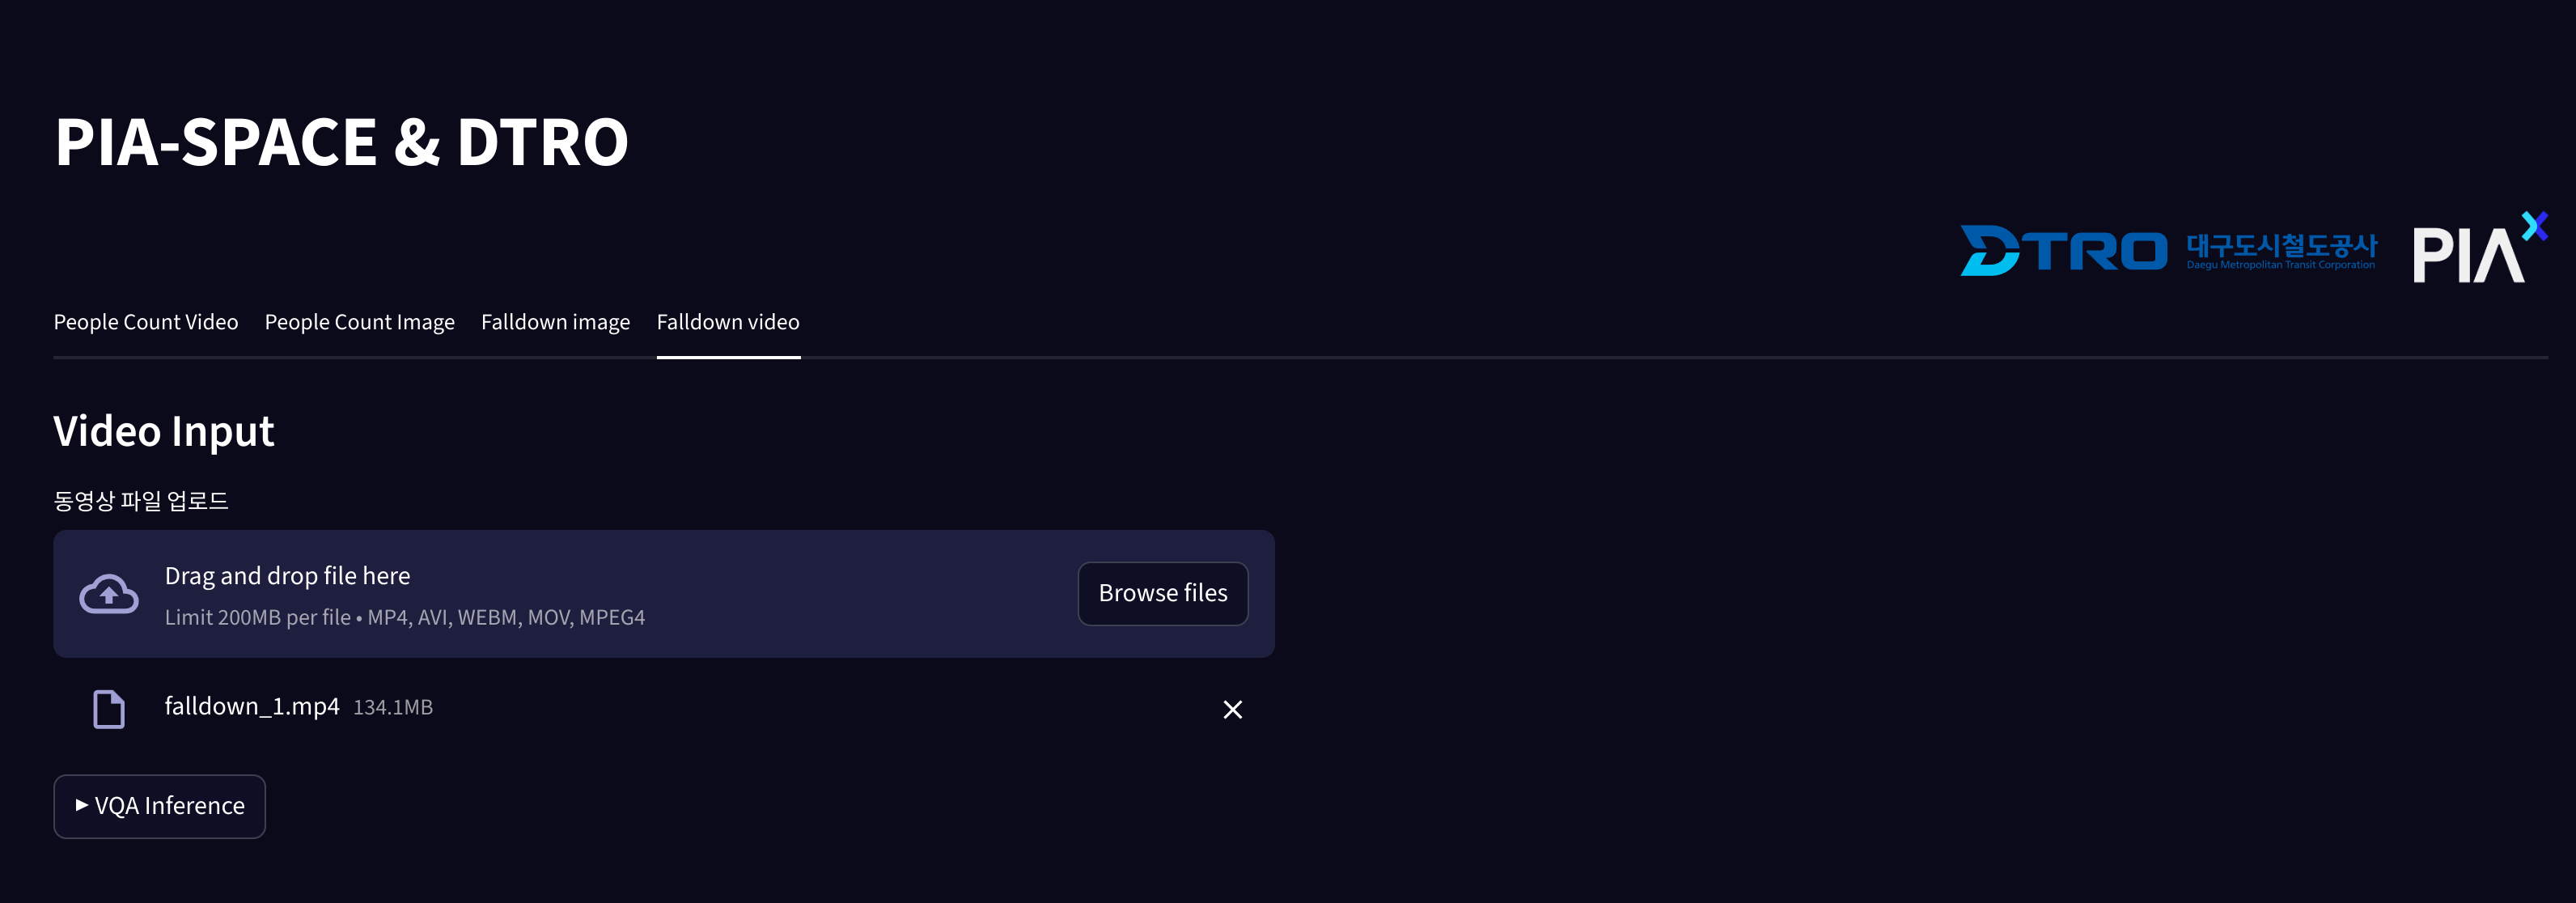 PIA-SPACE & DTRO
DTRO 대구도시철도공사
Daegu Metropolitan Transit Corporation
PIA
People Count Video
People Count Image
Falldown image
Falldown video
Video Input
동영상 파일 업로드
Drag and drop file here
Limit 200MB per file • MP4, AVI, WEBM, MOV, MPEG4
Browse files
falldown_1.mp4 134.1MB
VQA Inference